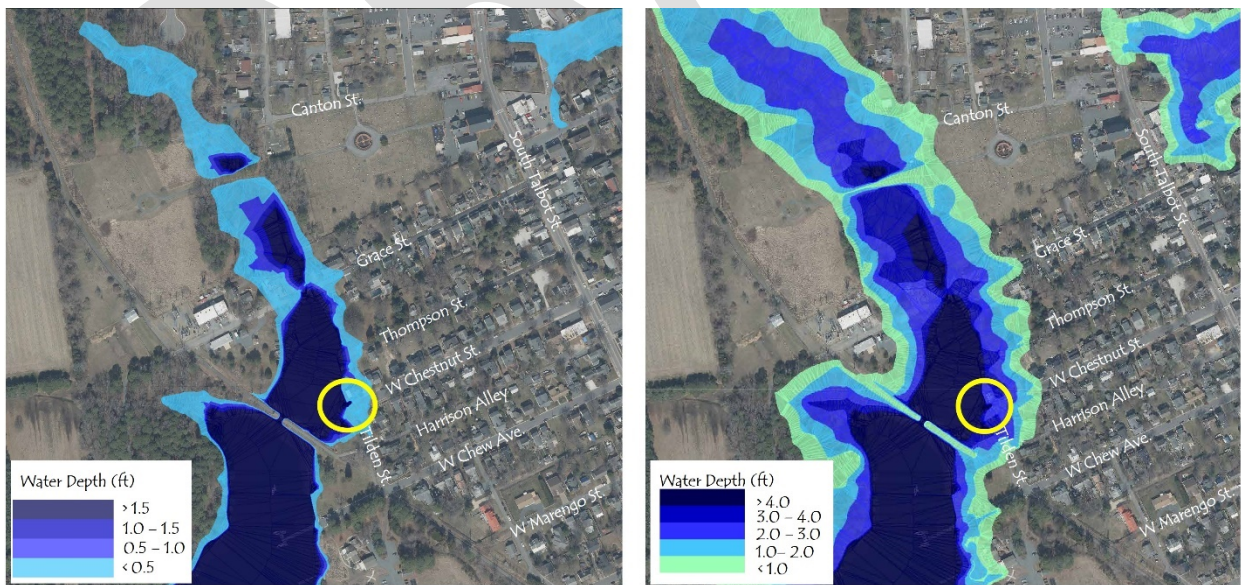 Canton St.
South Talbot St.
Grace St.
Thompson St.
W Chestnut St.
Harrison Alley
W Chew Ave.
Tilden St.
W Marengo St.
Water Depth (ft)
> 1.5
1.0 – 1.5
0.5 – 1.0
< 0.5
Canton St.
South Talbot St.
Grace St.
Thompson St.
W Chestnut St.
Harrison Alley
W Chew Ave.
Tilden St.
W Marengo St.
Water Depth (ft)
> 4.0
3.0 – 4.0
2.0 – 3.0
1.0 – 2.0
< 1.0